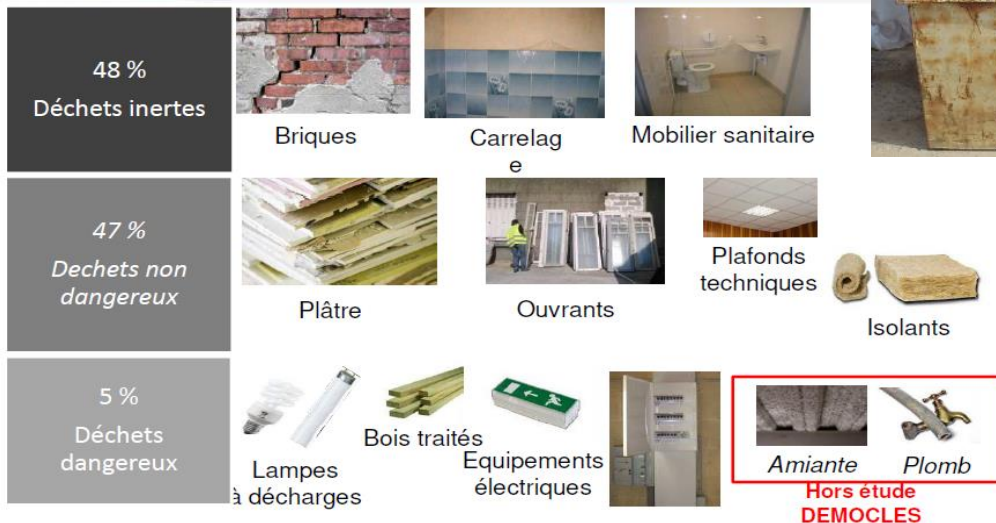 48 %
Déchets inertes
Briques
Carrelag
e
Mobilier sanitaire
47 %
Dechets non
dangereux
Plâtre
Ouvrants
Plafonds
techniques
Isolants
5 %
Déchets
dangereux
Lampes
à décharges
Bois traités
Equipements
électriques
Amiante
Plomb
Hors étude
DEMOCLES